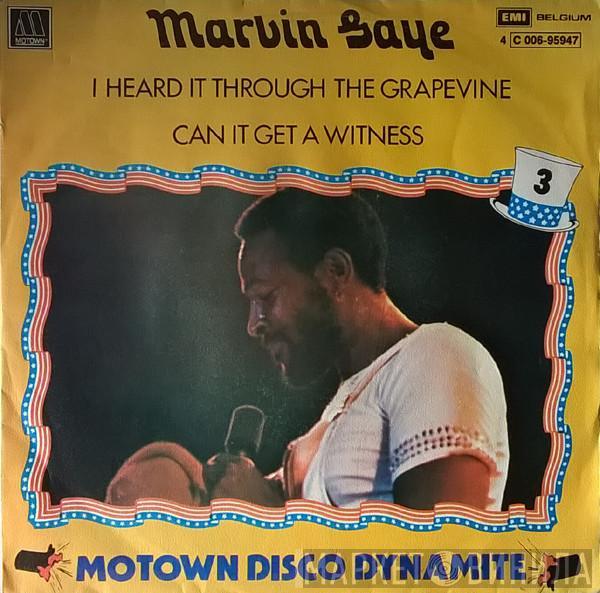 Marvin Gaye
MOTOWN
EMI BELGIUM
4 C 006-95947
I HEARD IT THROUGH THE GRAPEVINE
CAN IT GET A WITNESS
3
MOTOWN DISCO DYNAMITE